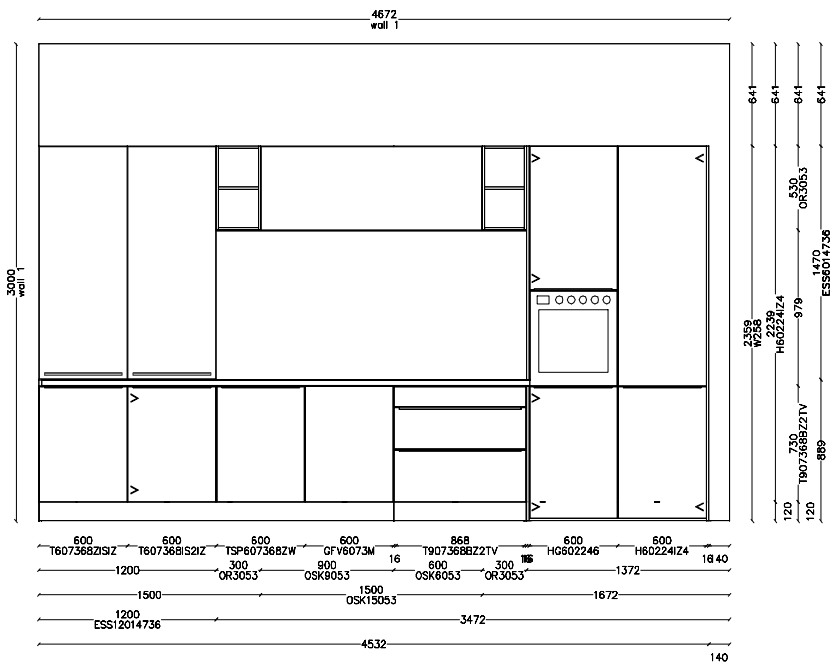 4672
wall 1
3000
wall 1
641
641
641
641
530
OR3053
1470
ESS6014736
979
2359
W258
2239
H60224IZ4
730
T907368BZ2TV
889
120
120
600
600
600
600
868
600
600
T607368ZISIZ
T607368IS2IZ
TSP607368ZW
GFV6073M
16
T907368BZ2TV
HG602246
H60224IZ4
16
140
1200
300
OR3053
900
OSK9053
600
OSK6053
300
OR3053
1372
1500
1500
OSK15053
1672
1200
ESS12014736
3472
4532
140